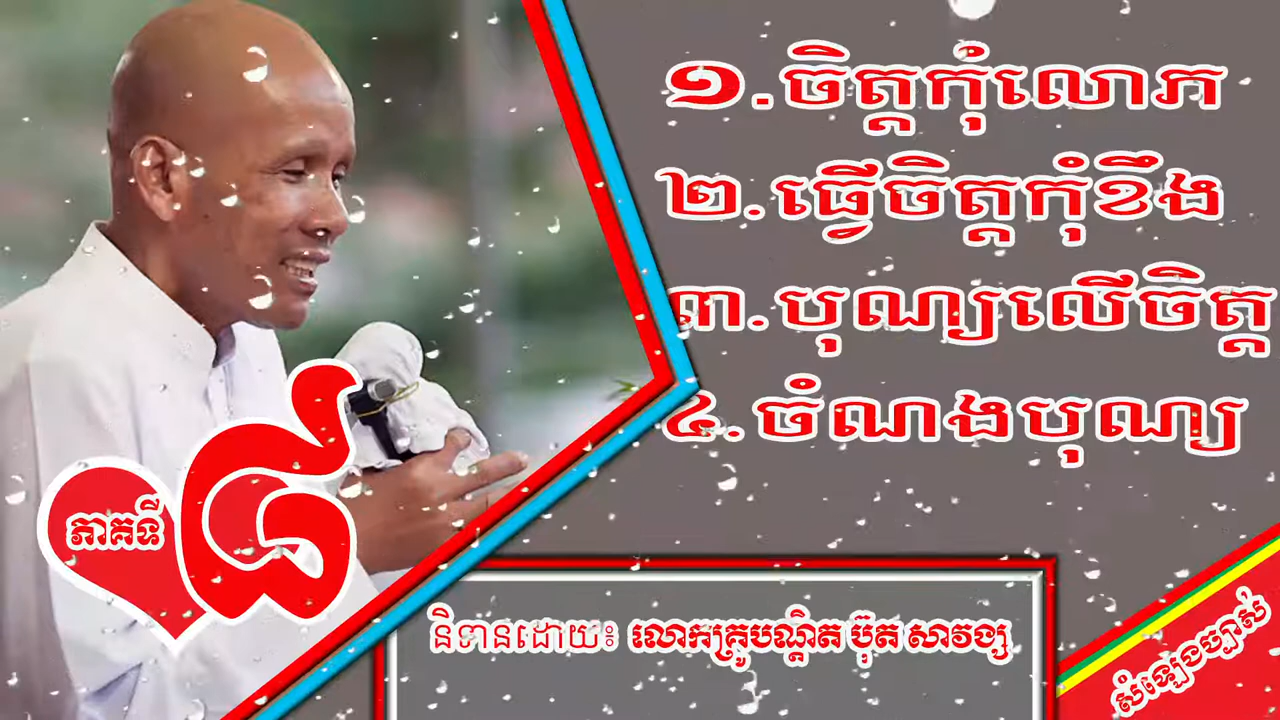 ១.ចិត្តកុំលោភ
២.ធ្វើចិត្តកុំខឹង
៣.បុណ្យលើចិត្ត
៤.ចំណងបុណ្យ
ភាគទី ៨
និទានដោយ៖ លោកគ្រូបណ្ឌិត ប៊ុត សាវង្ស
សំឡេងច្បាស់